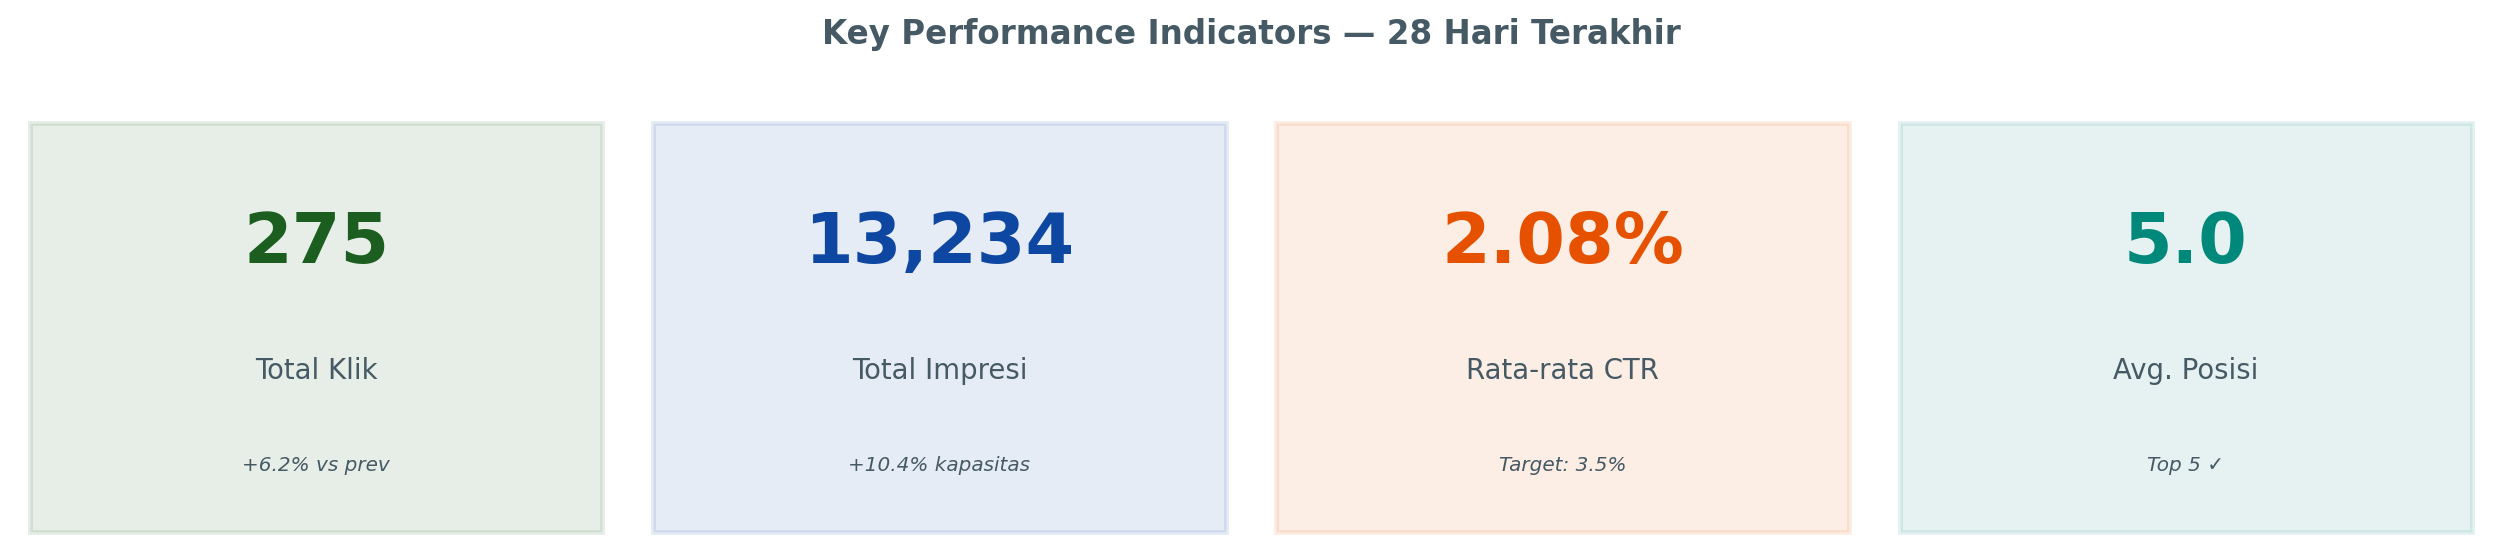 Key Performance Indicators — 28 Hari Terakhir
275
Total Klik
+6.2% vs prev
13,234
Total Impresi
+10.4% kapasitas
2.08%
Rata-rata CTR
Target: 3.5%
5.0
Avg. Posisi
Top 5 ✓